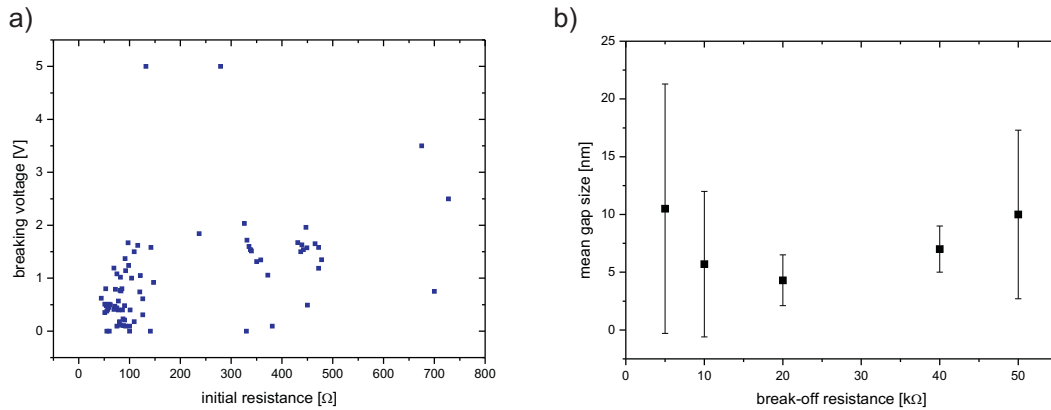 a)
breaking voltage [V]
5
4
3
2
1
0
0 100 200 300 400 500 600 700 800
initial resistance [Ω]
b)
mean gap size [nm]
25
20
15
10
5
0
0 10 20 30 40 50
break-off resistance [kΩ]